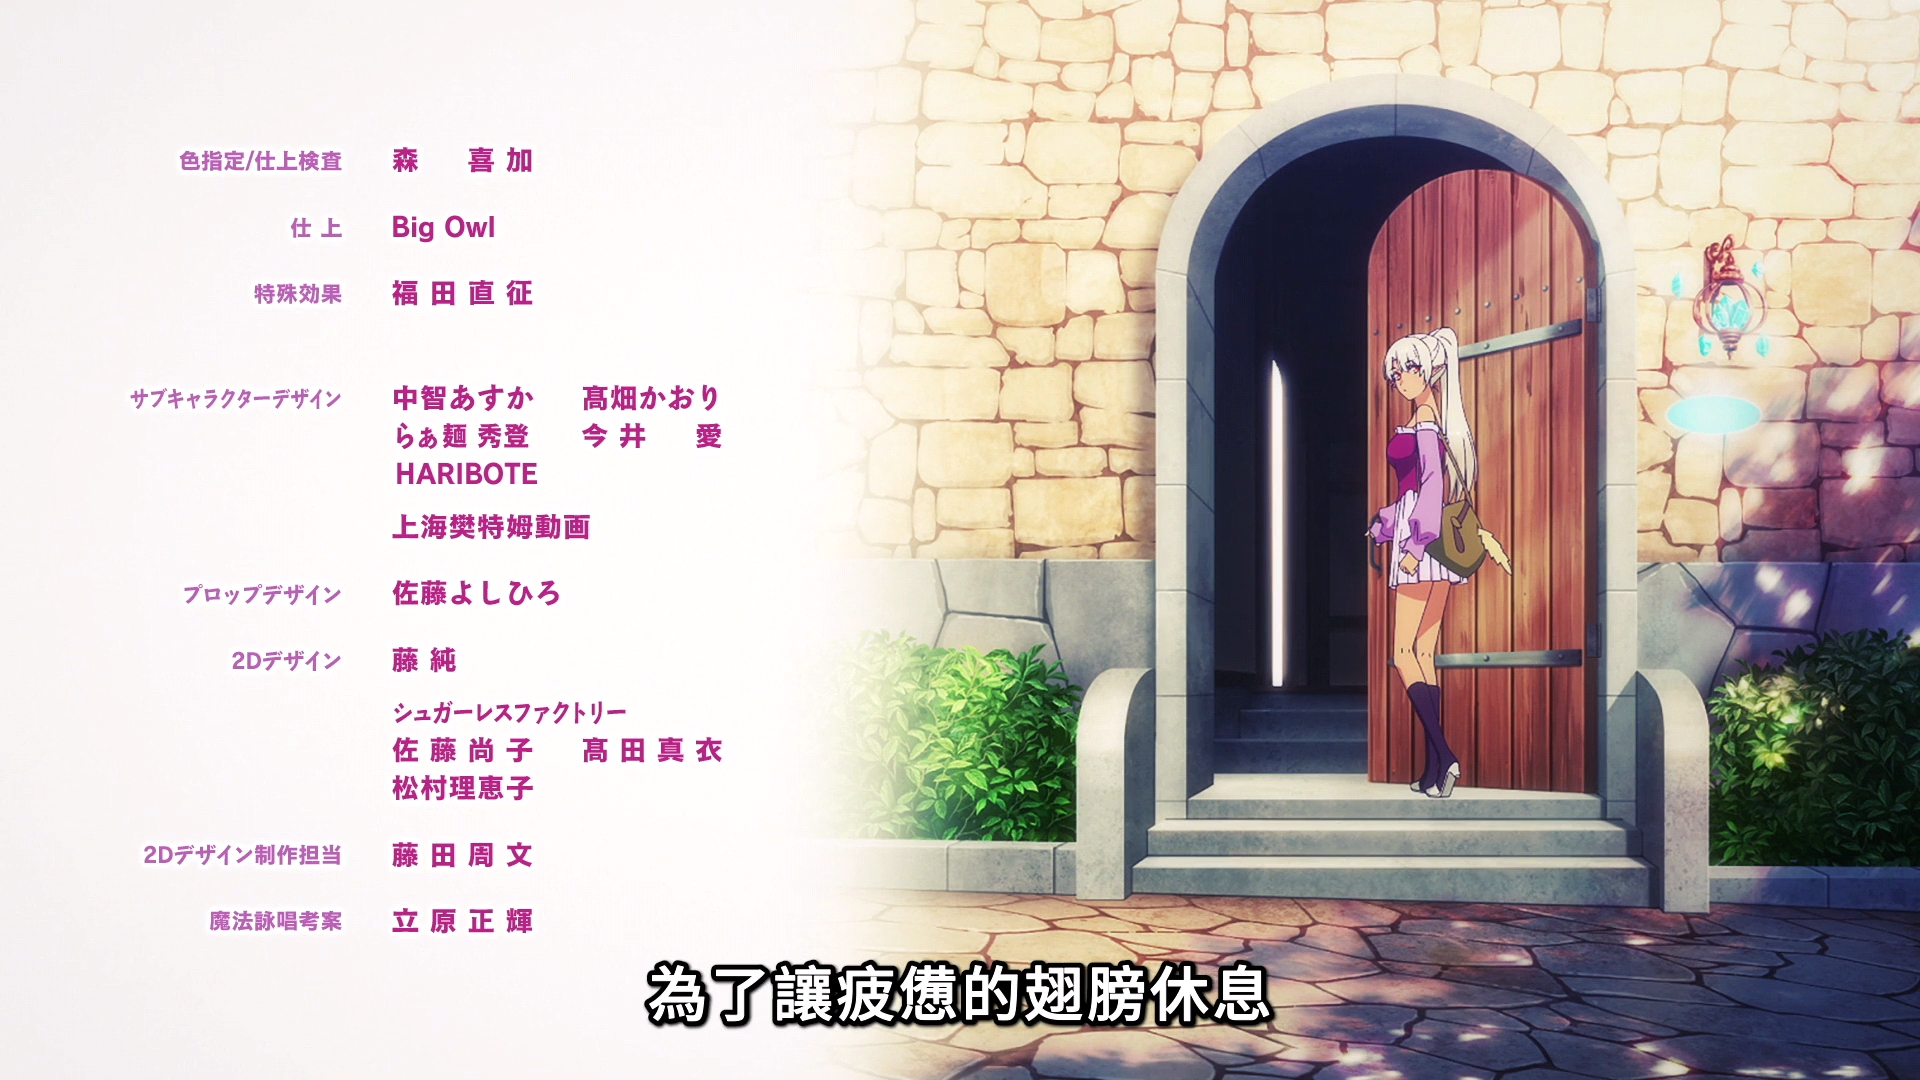 色指定/仕上検査 森 喜加
仕上 Big Owl
特殊効果 福田直征
サブキャラクターデザイン 中智あすか 髙畑かおり
らぁ麺 秀登 今井 愛
HARIBOTE
上海樊特姆動画
プロップデザイン 佐藤よしひろ
2Dデザイン 藤純
シュガーレスファクトリー
佐藤尚子 髙田真衣
松村理恵子
2Dデザイン制作担当 藤田周文
魔法詠唱考案 立原正輝
為了讓疲憊的翅膀休息